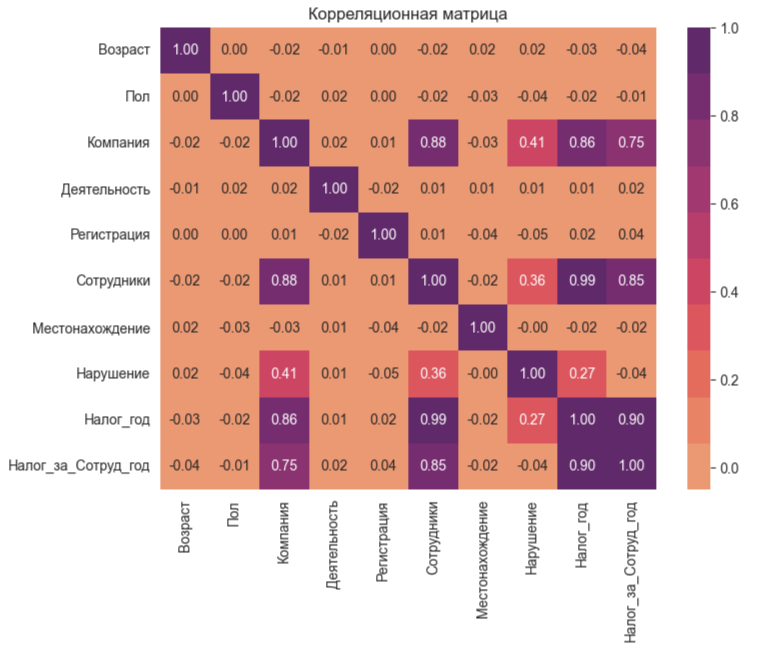 Корреляционная матрица
Возраст 1.00 0.00 -0.02 -0.01 0.00 -0.02 0.02 0.02 -0.03 -0.04
Пол 0.00 1.00 -0.02 0.02 0.00 -0.02 -0.03 -0.04 -0.02 -0.01
Компания -0.02 -0.02 1.00 0.02 0.01 0.88 -0.03 0.41 0.86 0.75
Деятельность -0.01 0.02 0.02 1.00 -0.02 0.01 0.01 0.01 0.01 0.02
Регистрация 0.00 0.00 0.01 -0.02 1.00 0.01 -0.04 -0.05 0.02 0.04
Сотрудники -0.02 -0.02 0.88 0.01 0.01 1.00 -0.02 0.36 0.99 0.85
Местонахождение 0.02 -0.03 -0.03 0.01 -0.04 -0.02 1.00 -0.00 -0.02 -0.02
Нарушение 0.02 -0.04 0.41 0.01 -0.05 0.36 -0.00 1.00 0.27 -0.04
Налог_год -0.03 -0.02 0.86 0.01 0.02 0.99 -0.02 0.27 1.00 0.90
Налог_за_Сотруд_год -0.04 -0.01 0.75 0.02 0.04 0.85 -0.02 -0.04 0.90 1.00
Возраст
Пол
Компания
Деятельность
Регистрация
Сотрудники
Местонахождение
Нарушение
Налог_год
Налог_за_Сотруд_год
1.0
0.8
0.6
0.4
0.2
0.0